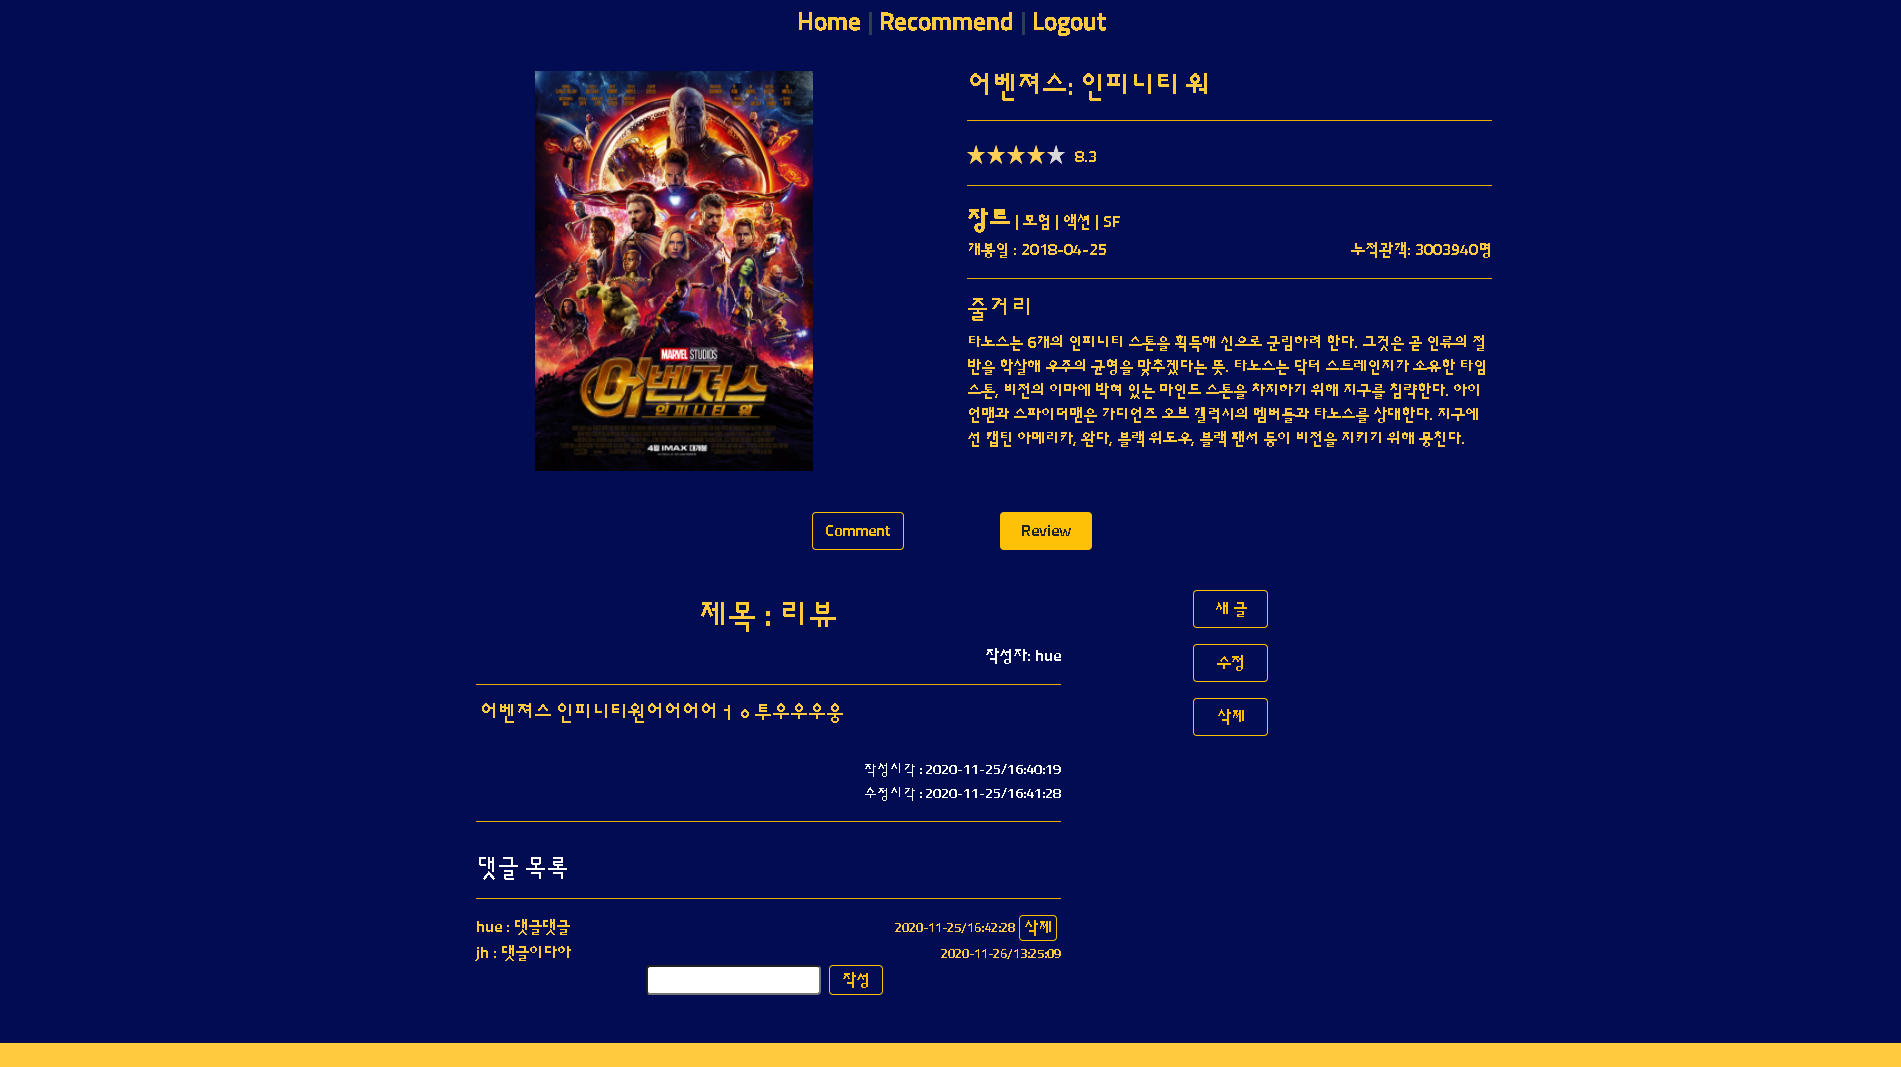 Home | Recommend | Logout
어벤져스: 인피니티 워
8.3
장르 | 모험 | 액션 | SF
개봉일 : 2018-04-25 누적관객: 3003940명
줄거리
타노스는 6개의 인피니티 스톤을 획득해 신으로 군림하려 한다. 그것은 곧 인류의 절
반을 학살해 우주의 균형을 맞추겠다는 뜻. 타노스는 닥터 스트레인지가 소유한 타임
스톤, 비전의 이마에 박혀 있는 마인드 스톤을 차지하기 위해 지구를 침략한다. 아이
언맨과 스파이더맨은 가디언즈 오브 갤럭시의 멤버들과 타노스를 상대한다. 지구에
선 캡틴 아메리카, 완다, 블랙 위도우, 블랙 팬서 등이 비전을 지키기 위해 뭉친다.
MARVEL STUDIOS
어벤져스
인피니티 워
4월 IMAX 대개봉
Comment
Review
제목 : 리뷰
작성자: hue
어벤져스 인피니티워어어어어ㅓㅇ투우우우웅
작성시각 : 2020-11-25/16:40:19
수정시각 : 2020-11-25/16:41:28
새 글
수정
삭제
댓글 목록
hue : 댓글댓글 2020-11-25/16:42:28 삭제
jh : 댓글이다아 2020-11-26/13:25:09
작성